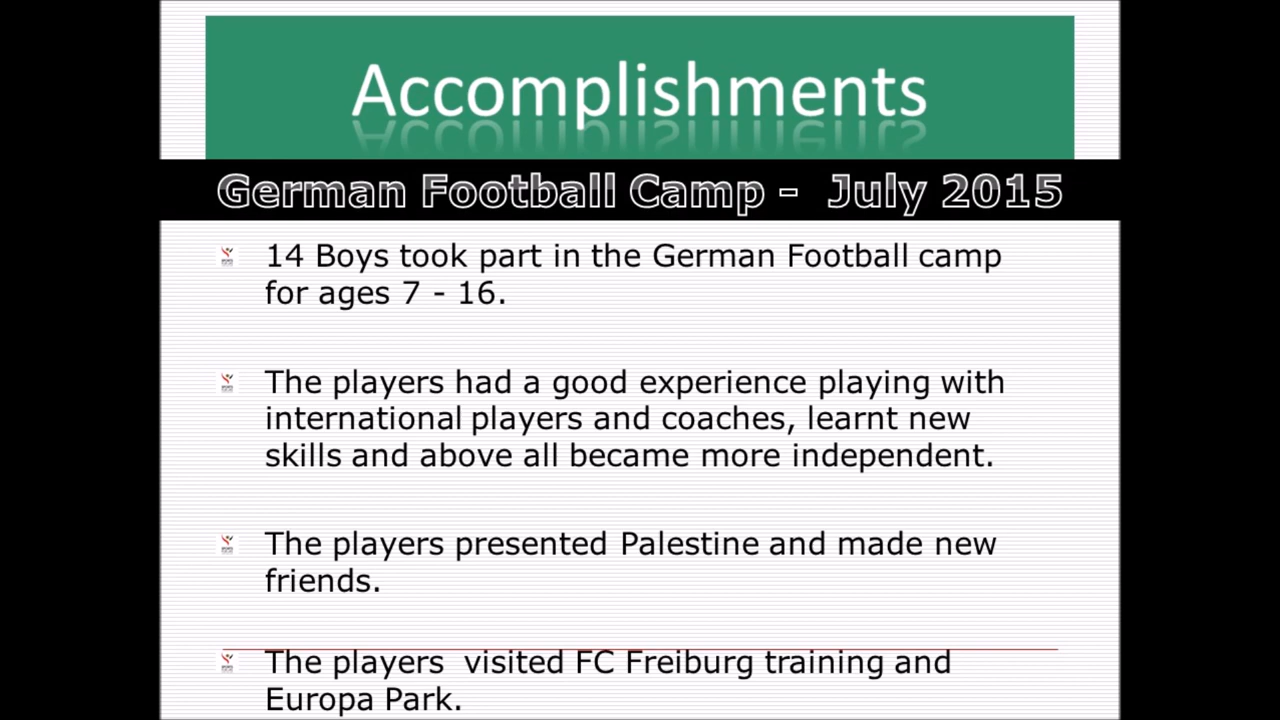 Accomplishments
German Football Camp - July 2015
14 Boys took part in the German Football camp
for ages 7 - 16.
The players had a good experience playing with
international players and coaches, learnt new
skills and above all became more independent.
The players presented Palestine and made new
friends.
The players visited FC Freiburg training and
Europa Park.